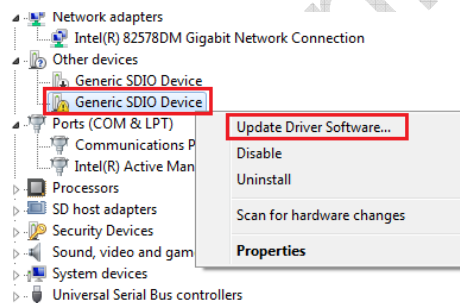 Network adapters
Intel(R) 82578DM Gigabit Network Connection
Other devices
Generic SDIO Device
Generic SDIO Device
Ports (COM & LPT)
Communications P
Intel(R) Active Man
Processors
SD host adapters
Security Devices
Sound, video and gam
System devices
Universal Serial Bus controllers
Update Driver Software...
Disable
Uninstall
Scan for hardware changes
Properties